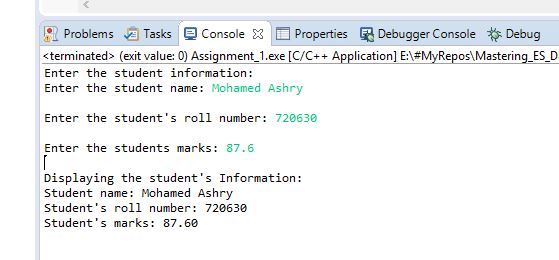 Problems Tasks Console Properties Debugger Console Debug
<terminated> (exit value: 0) Assignment_1.exe [C/C++ Application] E:\#MyRepos\Mastering_ES_D
Enter the student information:
Enter the student name: Mohamed Ashry
Enter the student's roll number: 720630
Enter the students marks: 87.6
Displaying the student's Information:
Student name: Mohamed Ashry
Student's roll number: 720630
Student's marks: 87.60